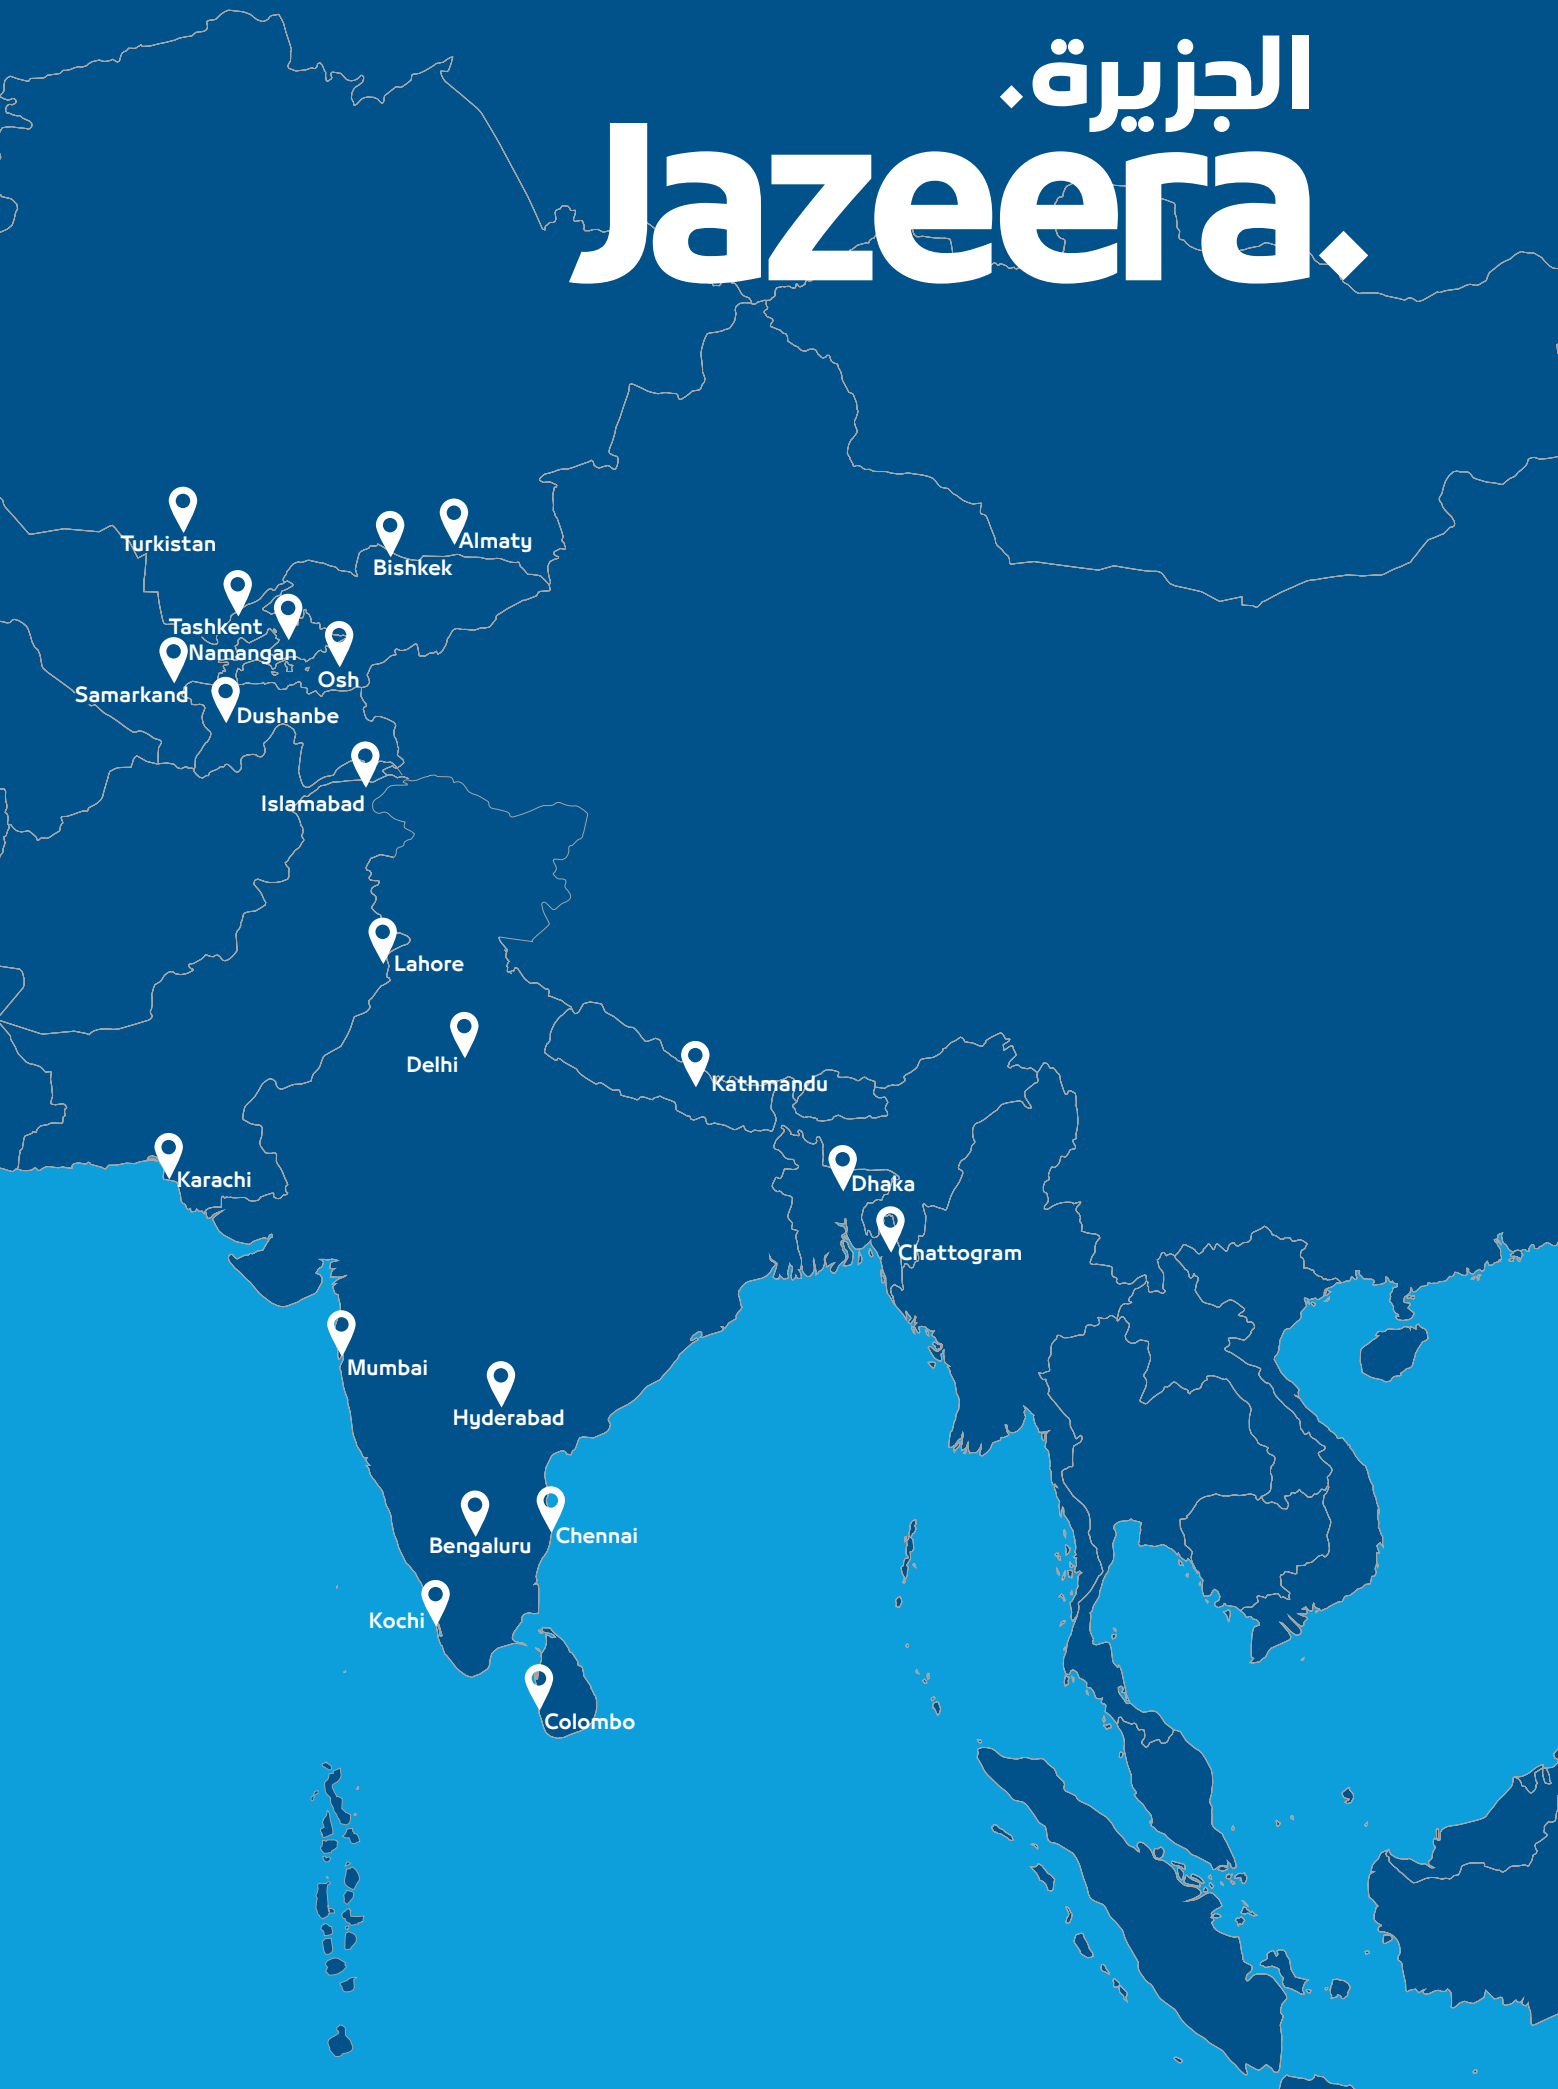 الجزيرة.
Jazeera.
Turkistan
Almaty
Bishkek
Tashkent
Namangan
Osh
Samarkand
Dushanbe
Islamabad
Lahore
Delhi
Kathmandu
Karachi
Dhaka
Chattogram
Mumbai
Hyderabad
Chennai
Bengaluru
Kochi
Colombo